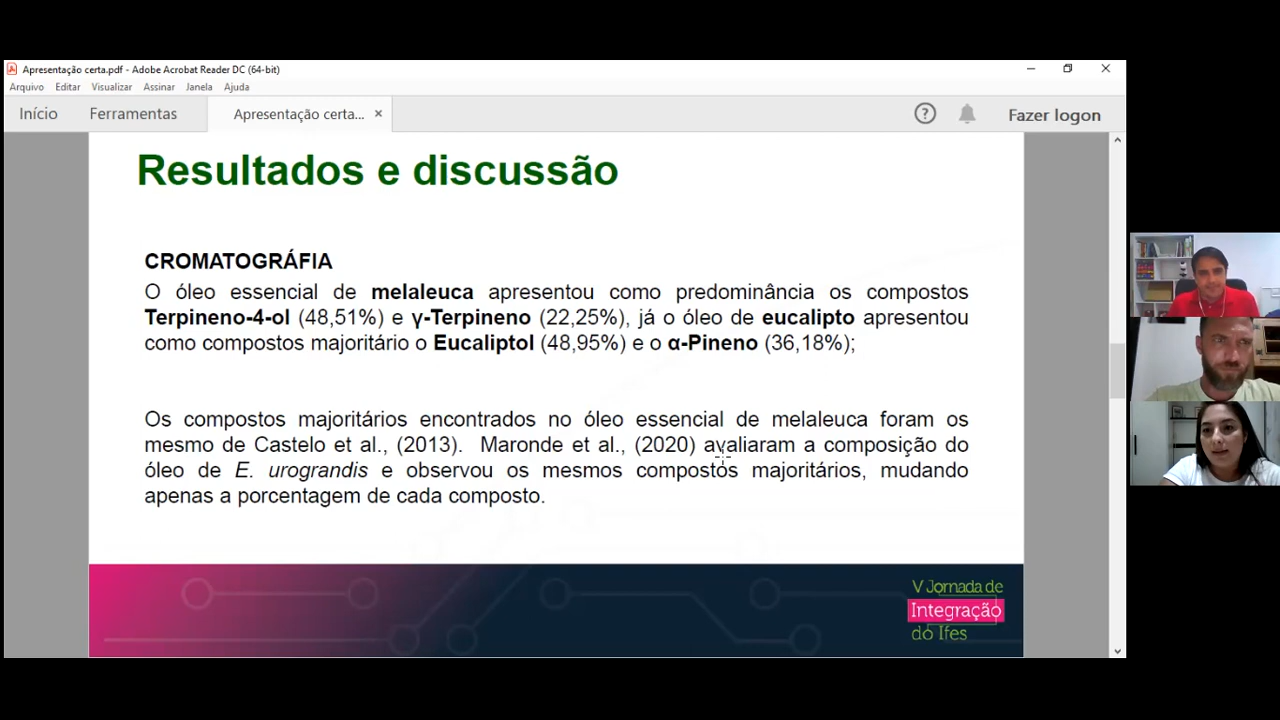 Apresentação certa.pdf - Adobe Acrobat Reader DC (64-bit)
Arquivo Editar Visualizar Assinar Janela Ajuda
Início Ferramentas Apresentação certa... × Fazer logon
Resultados e discussão
CROMATOGRÁFIA
O óleo essencial de melaleuca apresentou como predominância os compostos
Terpineno-4-ol (48,51%) e γ-Terpineno (22,25%), já o óleo de eucalipto apresentou
como compostos majoritário o Eucaliptol (48,95%) e o α-Pineno (36,18%);
Os compostos majoritários encontrados no óleo essencial de melaleuca foram os
mesmo de Castelo et al., (2013). Maronde et al., (2020) avaliaram a composição do
óleo de E. urograndis e observou os mesmos compostos majoritários, mudando
apenas a porcentagem de cada composto.
V Jornada de
Integração
do Ifes